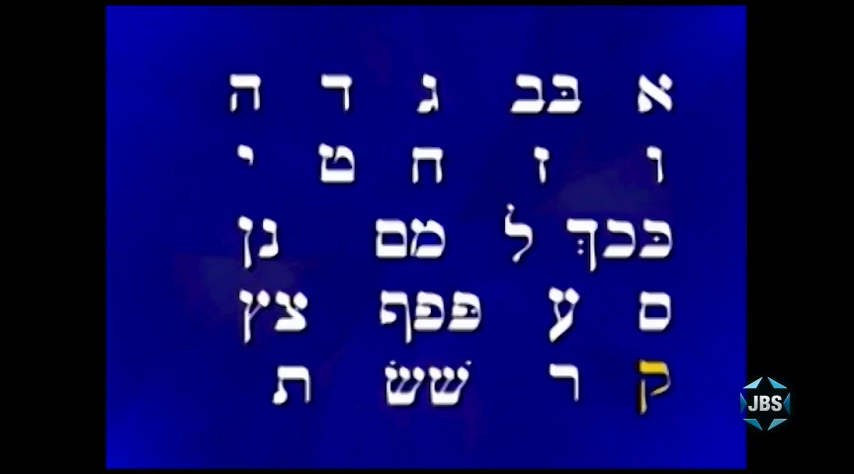 א בּב ג ד ה
ו ז ח ט י
כּכךְ ל מם נן
ס ע פּפף צץ
ק ר שׁשׂ ת
JBS